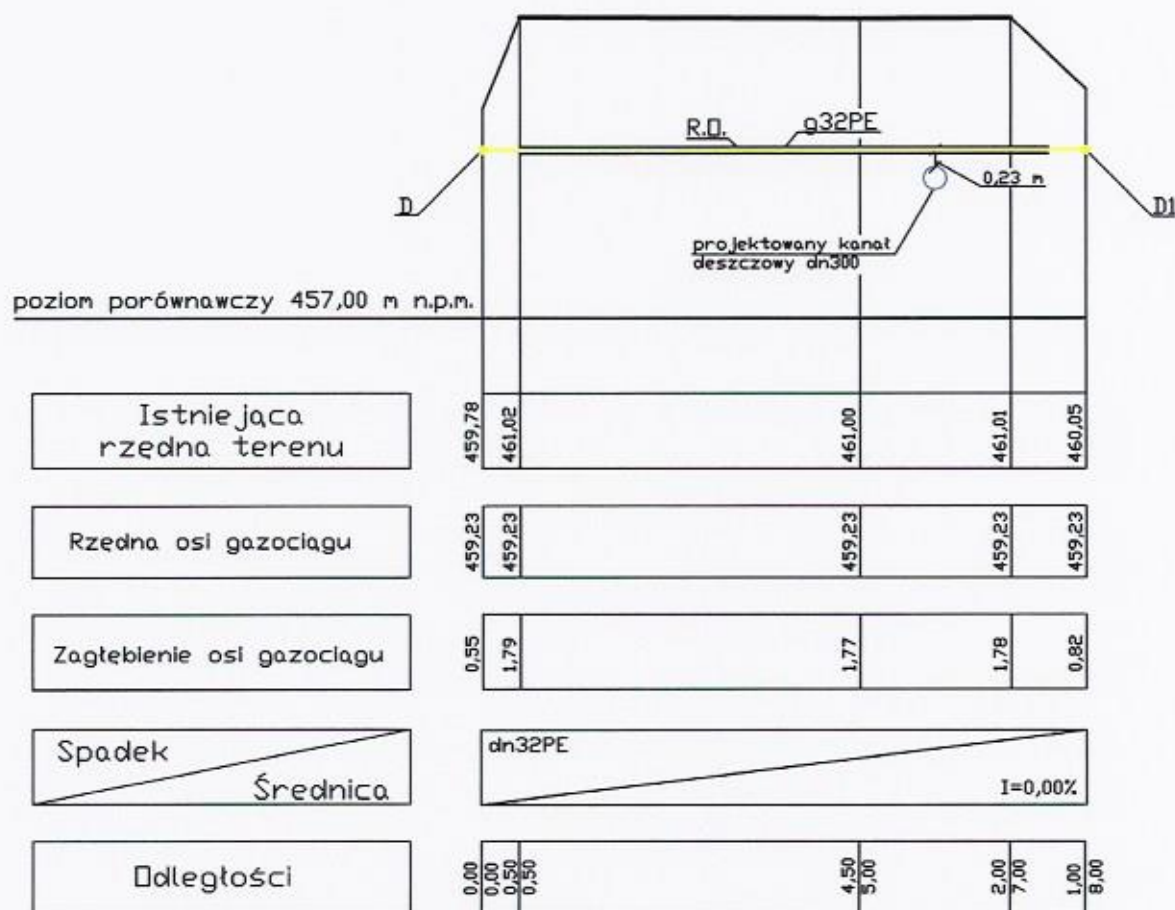 R.O.
g32PE
0,23 m
D
D1
projektowany kanał
deszczowy dn300
poziom porównawczy 457,00 m n.p.m.
Istniejąca
rzędna terenu
459,78
461,02
461,00
461,01
460,05
Rzędna osi gazociągu
459,23
459,23
459,23
459,23
459,23
Zagłębienie osi gazociągu
0,55
1,79
1,77
1,78
0,82
Spadek
Średnica
dn32PE
I=0,00%
Odległości
0,00
0,00
0,50
0,50
4,50
5,00
2,00
7,00
1,00
8,00